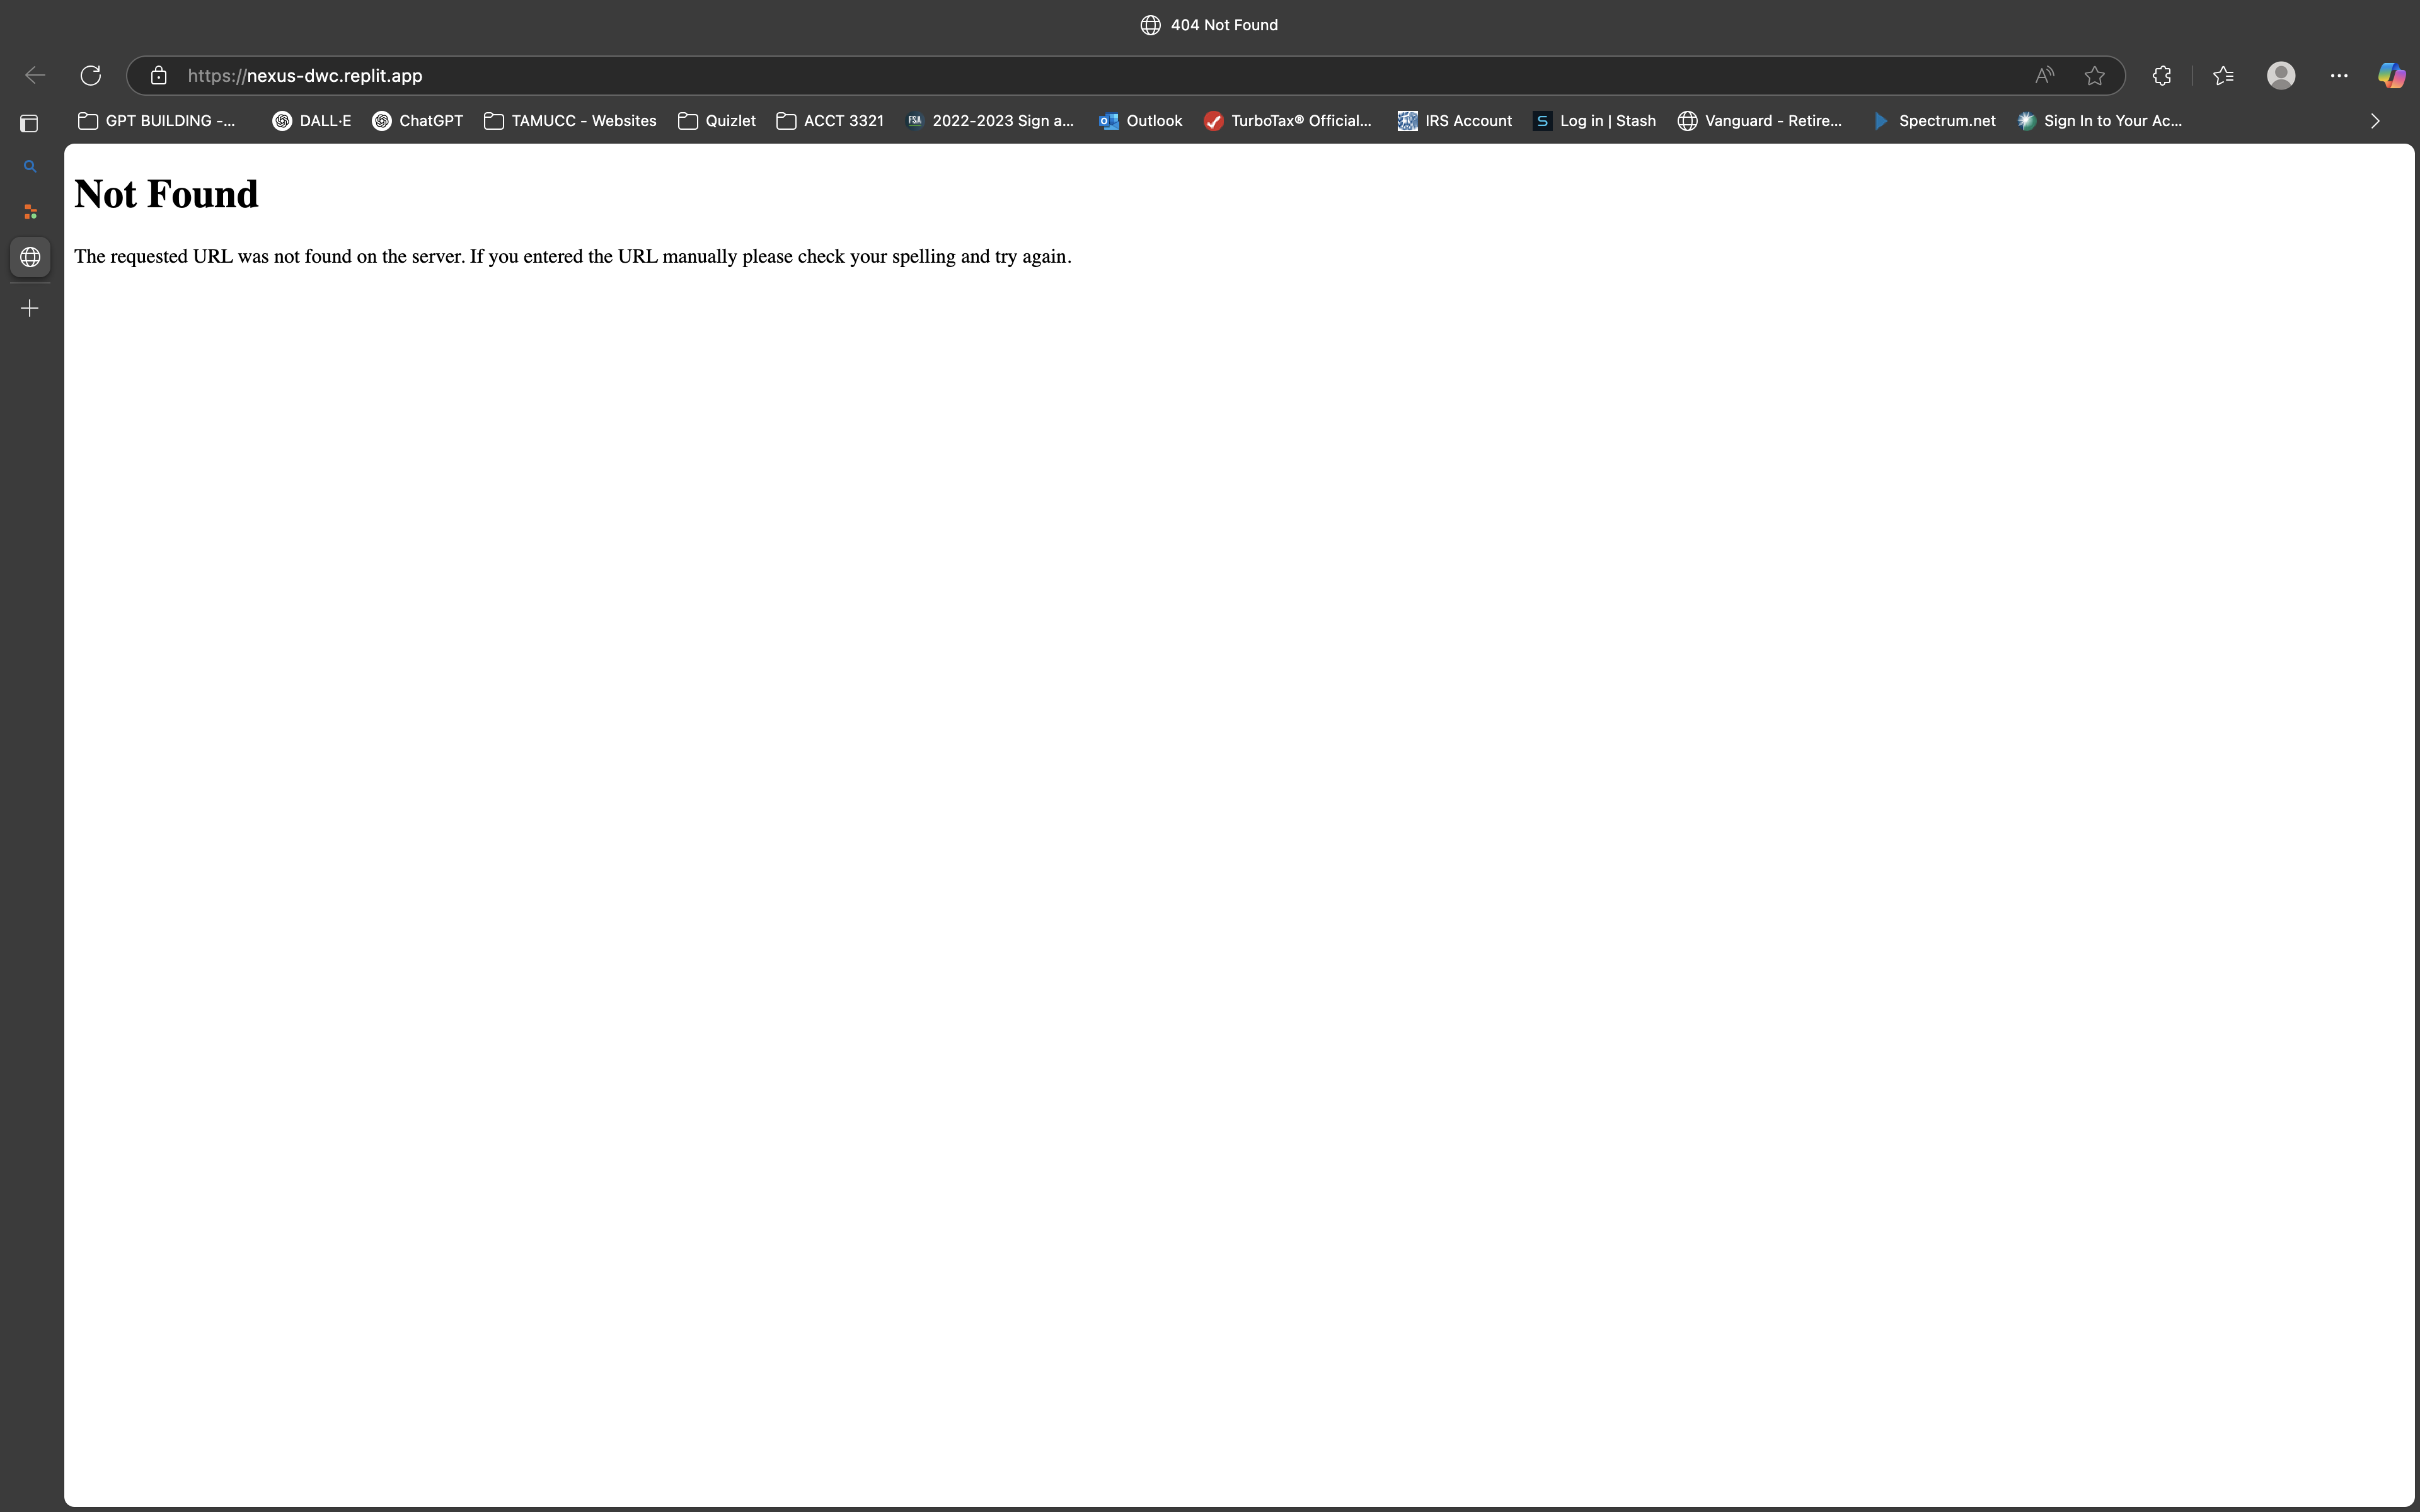 404 Not Found
https://nexus-dwc.replit.app
GPT BUILDING -... DALL·E ChatGPT TAMUCC - Websites Quizlet ACCT 3321 FSA 2022-2023 Sign a... Outlook TurboTax® Official... IRS Account S Log in | Stash Vanguard - Retire... Spectrum.net Sign In to Your Ac...
Not Found
The requested URL was not found on the server. If you entered the URL manually please check your spelling and try again.